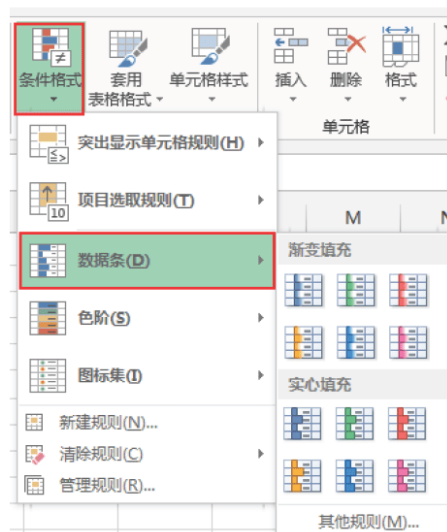 条件格式
套用
表格格式
单元格样式
插入
删除
格式
单元格
突出显示单元格规则(H)
项目选取规则(T)
10
M
数据条(D)
渐变填充
色阶(S)
图标集(I)
实心填充
新建规则(N)...
清除规则(C)
管理规则(R)...
其他规则(M)...